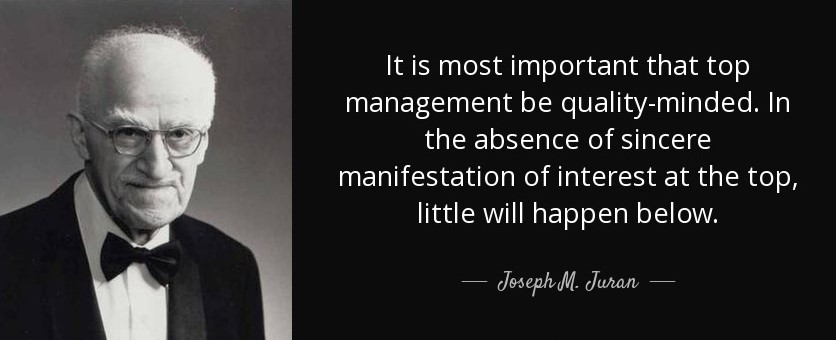 It is most important that top
management be quality-minded. In
the absence of sincere
manifestation of interest at the top,
little will happen below.
Joseph M. Juran